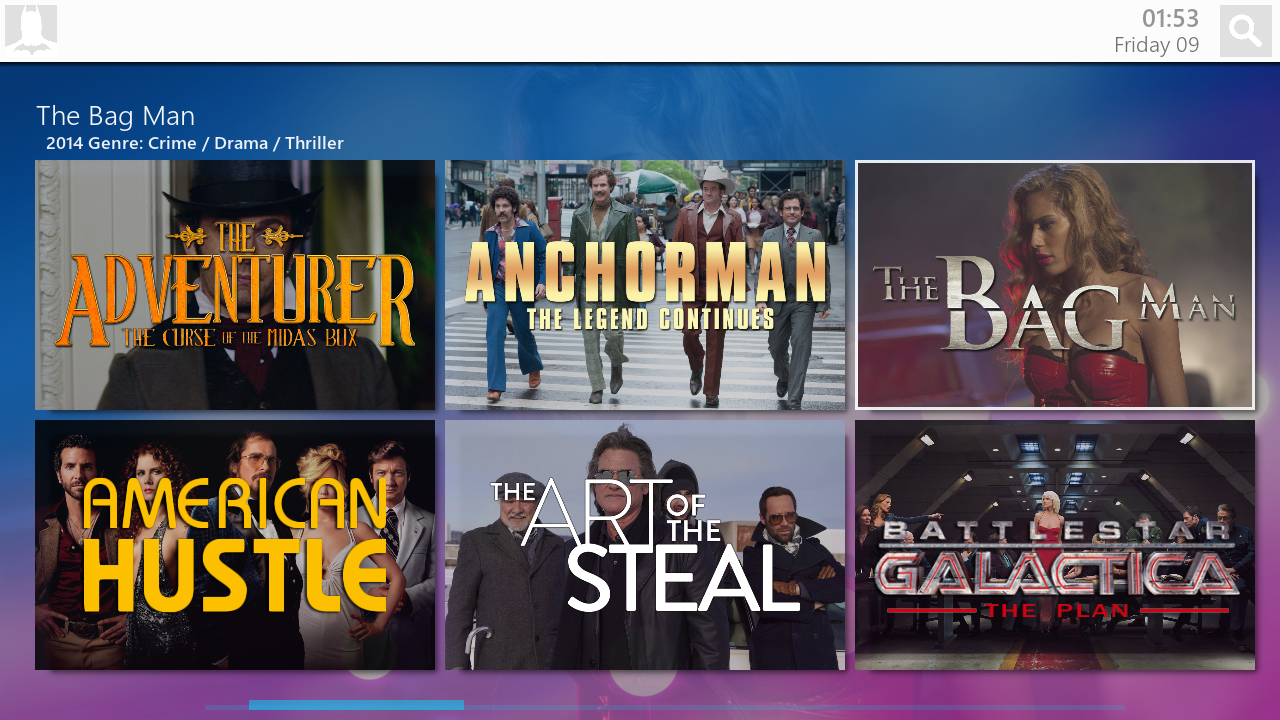 01:53
Friday 09
The Bag Man
2014 Genre: Crime / Drama / Thriller
THE
ADVENTURER
THE CURSE OF THE MIDAS BOX
ANCHORMAN
THE LEGEND CONTINUES
THE BAG MAN
AMERICAN
HUSTLE
THE ART OF THE
STEAL
BATTLESTAR
GALACTICA
THE PLAN